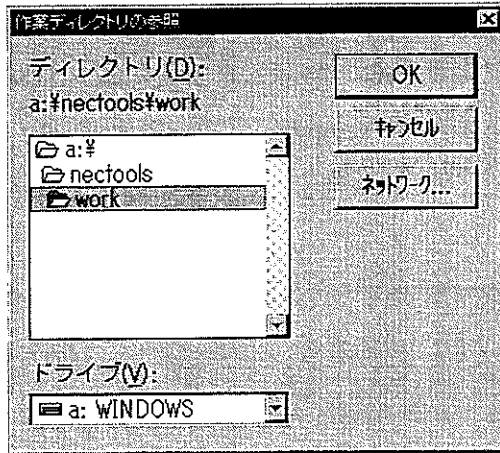 作業ディレクトリの参照
ディレクトリ(D):
a:¥nectools¥work
a:¥
nectools
work
ドライブ(V):
a: WINDOWS
OK
キャンセル
ネットワーク...